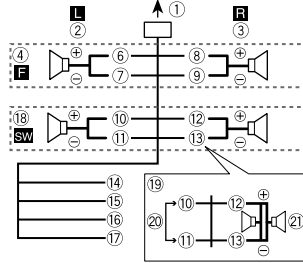 L ① R
② ③
④ ⊕ ⑥ ⑧ ⊕
F ⊖ ⑦ ⑨ ⊖
⑱ ⊕ ⑩ ⑫ ⊕
SW ⊖ ⑪ ⑬ ⊖
⑭
⑮
⑯
⑰
⑲
⑩ ⑫ ⊕
⑳ ㉑
⑪ ⑬ ⊖